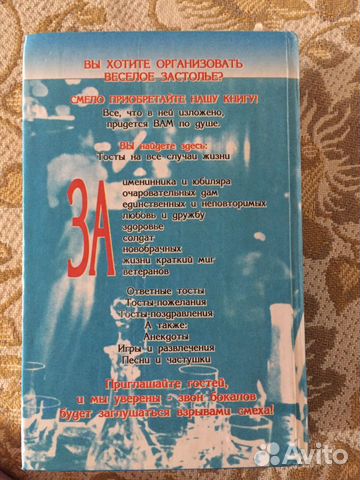 ВЫ ХОТИТЕ ОРГАНИЗОВАТЬ
ВЕСЕЛОЕ ЗАСТОЛЬЕ?
СМЕЛО ПРИОБРЕТАЙТЕ НАШУ КНИГУ!
Все, что в ней изложено,
придется ВАМ по душе.
ВЫ найдете здесь:
Тосты на все случаи жизни
ЗА
именинника и юбиляра
очаровательных дам
единственных и неповторимых
любовь и дружбу
здоровье
солдат
новобрачных
жизни краткий миг
ветеранов
Ответные тосты
Тосты-пожелания
Тосты-поздравления
А также:
Анекдоты
Игры и развлечения
Песни и частушки
Приглашайте гостей,
и мы уверены - звон бокалов
будет заглушаться взрывами смеха!
Avito